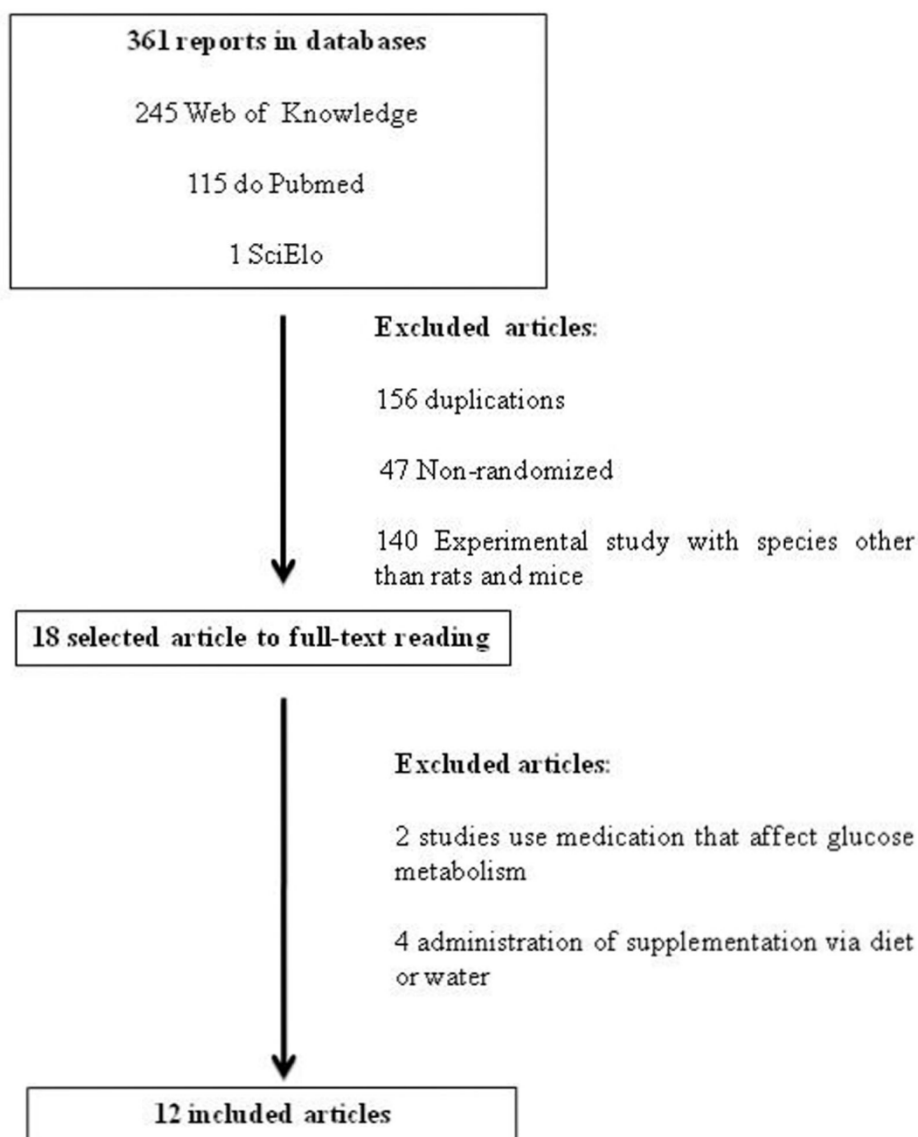 361 reports in databases
245 Web of Knowledge
115 do Pubmed
1 SciElo
Excluded articles:
156 duplications
47 Non-randomized
140 Experimental study with species other
than rats and mice
18 selected article to full-text reading
Excluded articles:
2 studies use medication that affect glucose
metabolism
4 administration of supplementation via diet
or water
12 included articles